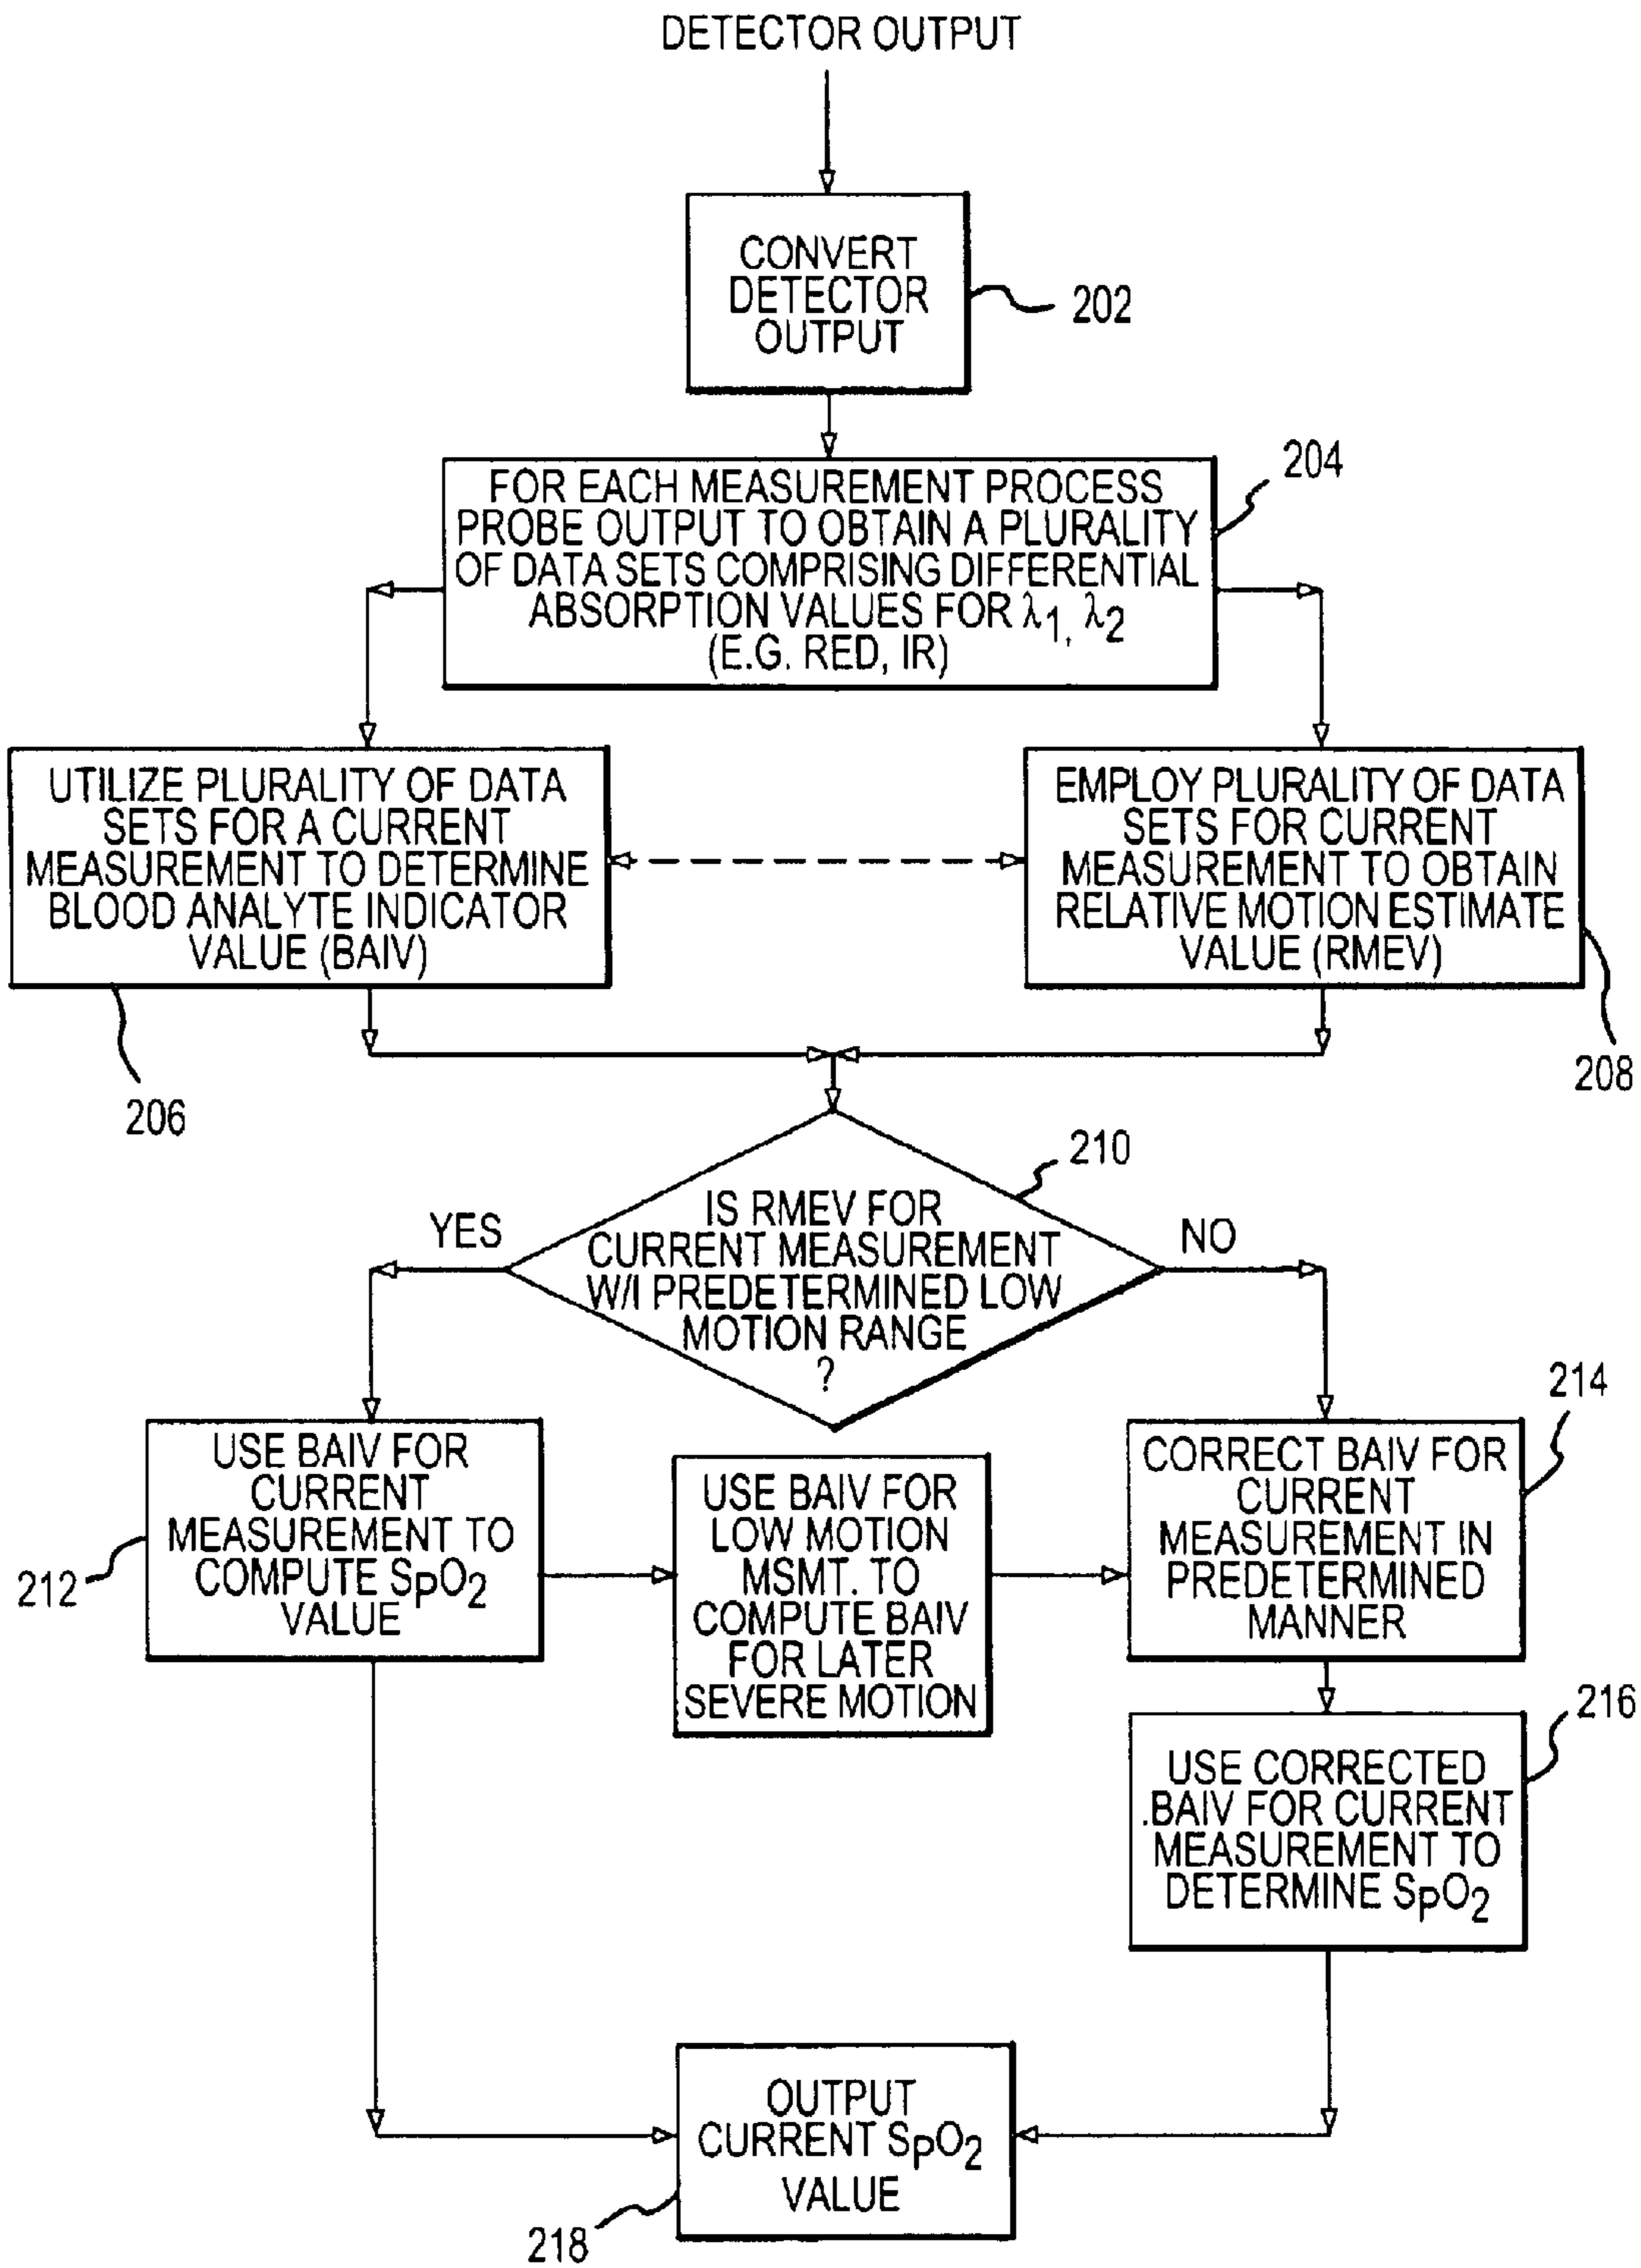 DETECTOR OUTPUT
CONVERT
DETECTOR
OUTPUT
202
FOR EACH MEASUREMENT PROCESS
PROBE OUTPUT TO OBTAIN A PLURALITY
OF DATA SETS COMPRISING DIFFERENTIAL
ABSORPTION VALUES FOR λ1, λ2
(E.G. RED, IR)
204
UTILIZE PLURALITY OF DATA
SETS FOR A CURRENT
MEASUREMENT TO DETERMINE
BLOOD ANALYTE INDICATOR
VALUE (BAIV)
206
EMPLOY PLURALITY OF DATA
SETS FOR CURRENT
MEASUREMENT TO OBTAIN
RELATIVE MOTION ESTIMATE
VALUE (RMEV)
208
210
YES
IS RMEV FOR
CURRENT MEASUREMENT
W/I PREDETERMINED LOW
MOTION RANGE
?
NO
USE BAIV FOR
CURRENT
MEASUREMENT TO
COMPUTE SpO2
VALUE
212
USE BAIV FOR
LOW MOTION
MSMT. TO
COMPUTE BAIV
FOR LATER
SEVERE MOTION
CORRECT BAIV FOR
CURRENT
MEASUREMENT IN
PREDETERMINED
MANNER
214
USE CORRECTED
.BAIV FOR CURRENT
MEASUREMENT TO
DETERMINE SpO2
216
OUTPUT
CURRENT SpO2
VALUE
218